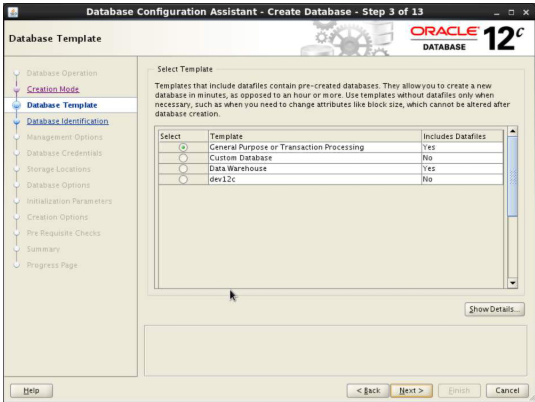 Database Configuration Assistant - Create Database - Step 3 of 13
Database Template
ORACLE
DATABASE
12c
Database Operation
Creation Mode
Database Template
Database Identification
Management Options
Database Credentials
Storage Locations
Database Options
Initialization Parameters
Creation Options
Pre Requisite Checks
Summary
Progress Page
Select Template
Templates that include datafiles contain pre-created databases. They allow you to create a new
database in minutes, as opposed to an hour or more. Use templates without datafiles only when
necessary, such as when you need to change attributes like block size, which cannot be altered after
database creation.
Select Template Includes Datafiles
General Purpose or Transaction Processing Yes
Custom Database No
Data Warehouse Yes
dev12c No
Show Details...
Help < Back Next > Finish Cancel